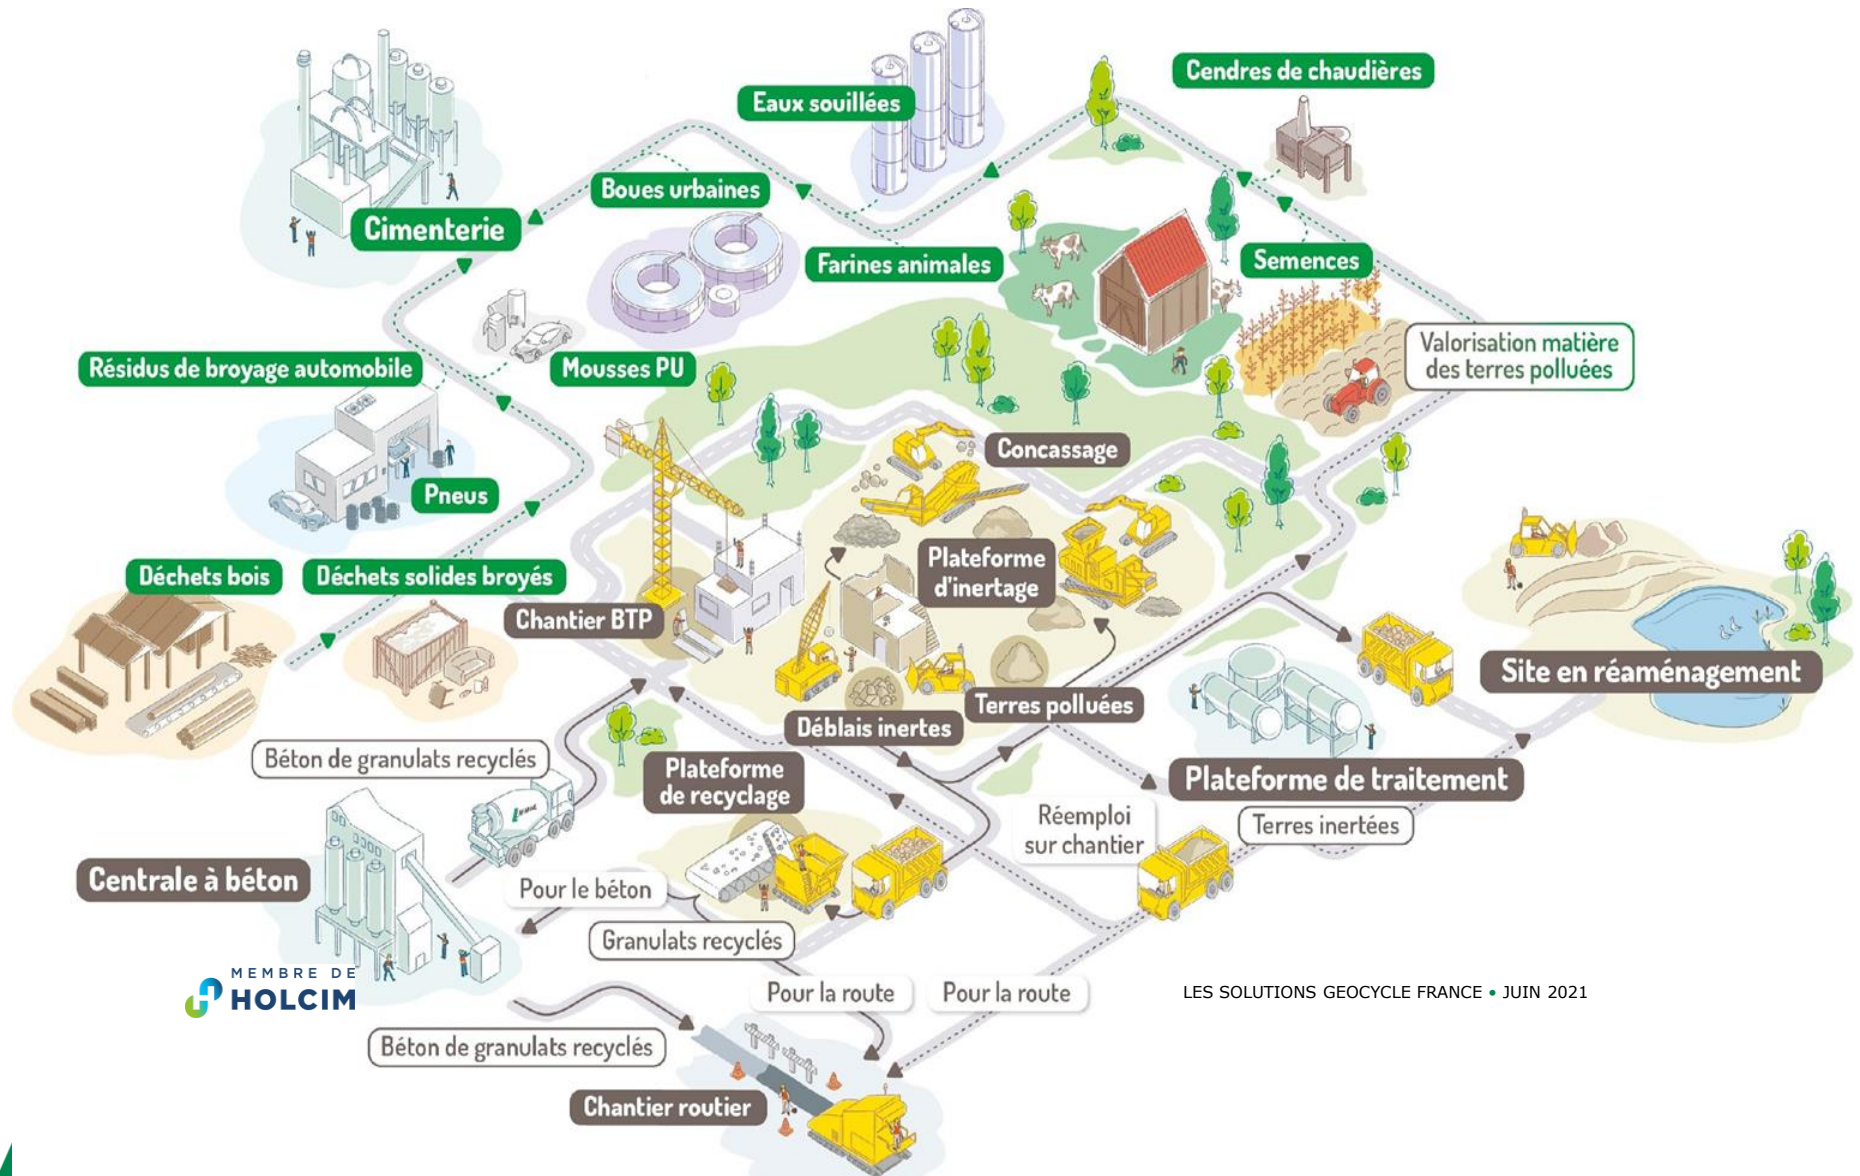 Cendres de chaudières
Eaux souillées
Boues urbaines
Cimenterie
Farines animales
Semences
Valorisation matière
des terres polluées
Résidus de broyage automobile
Mousses PU
Concassage
Pneus
Déchets bois
Déchets solides broyés
Plateforme
d'inertage
Chantier BTP
Site en réaménagement
Terres polluées
Déblais inertes
Béton de granulats recyclés
Plateforme
de recyclage
Plateforme de traitement
Réemploi
sur chantier
Terres inertées
Centrale à béton
Pour le béton
Granulats recyclés
MEMBRE DE
HOLCIM
Pour la route
Pour la route
LES SOLUTIONS GEOCYCLE FRANCE • JUIN 2021
Béton de granulats recyclés
Chantier routier